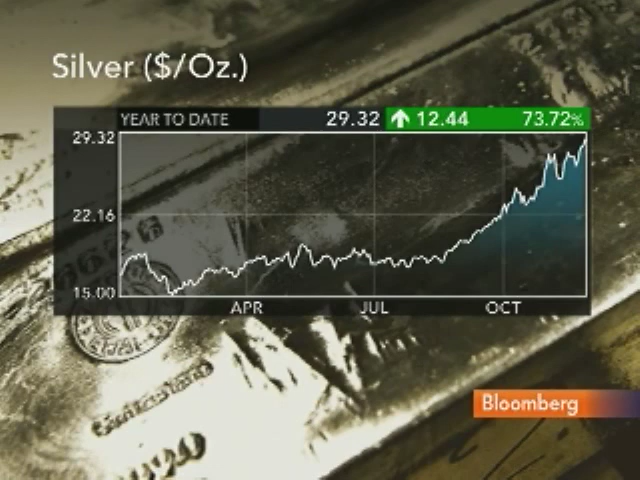 Silver ($/Oz.)
YEAR TO DATE 29.32 12.44 73.72%
29.32
22.16
15.00
APR JUL OCT
Bloomberg